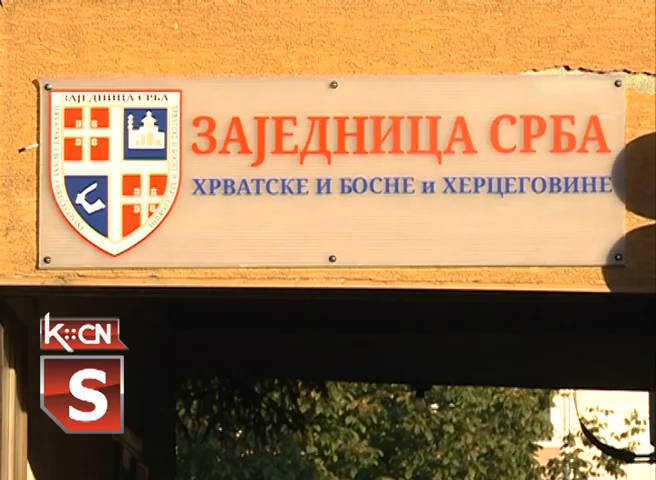 ЗАЈЕДНИЦА СРБА
ЗАЈЕДНИЦА СРБА
ХРВАТСКЕ И БОСНЕ и ХЕРЦЕГОВИНЕ
K::CN
S